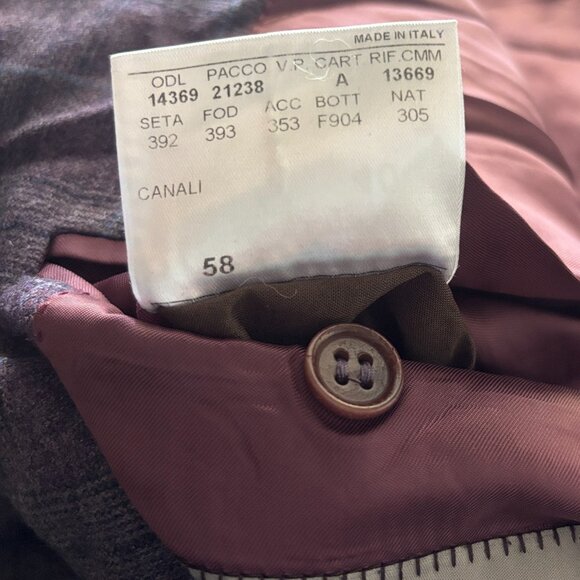 MADE IN ITALY
ODL PACCO V.R. CART RIF.CMM
14369 21238 A 13669
SETA FOD ACC BOTT NAT
392 393 353 F904 305
CANALI
58